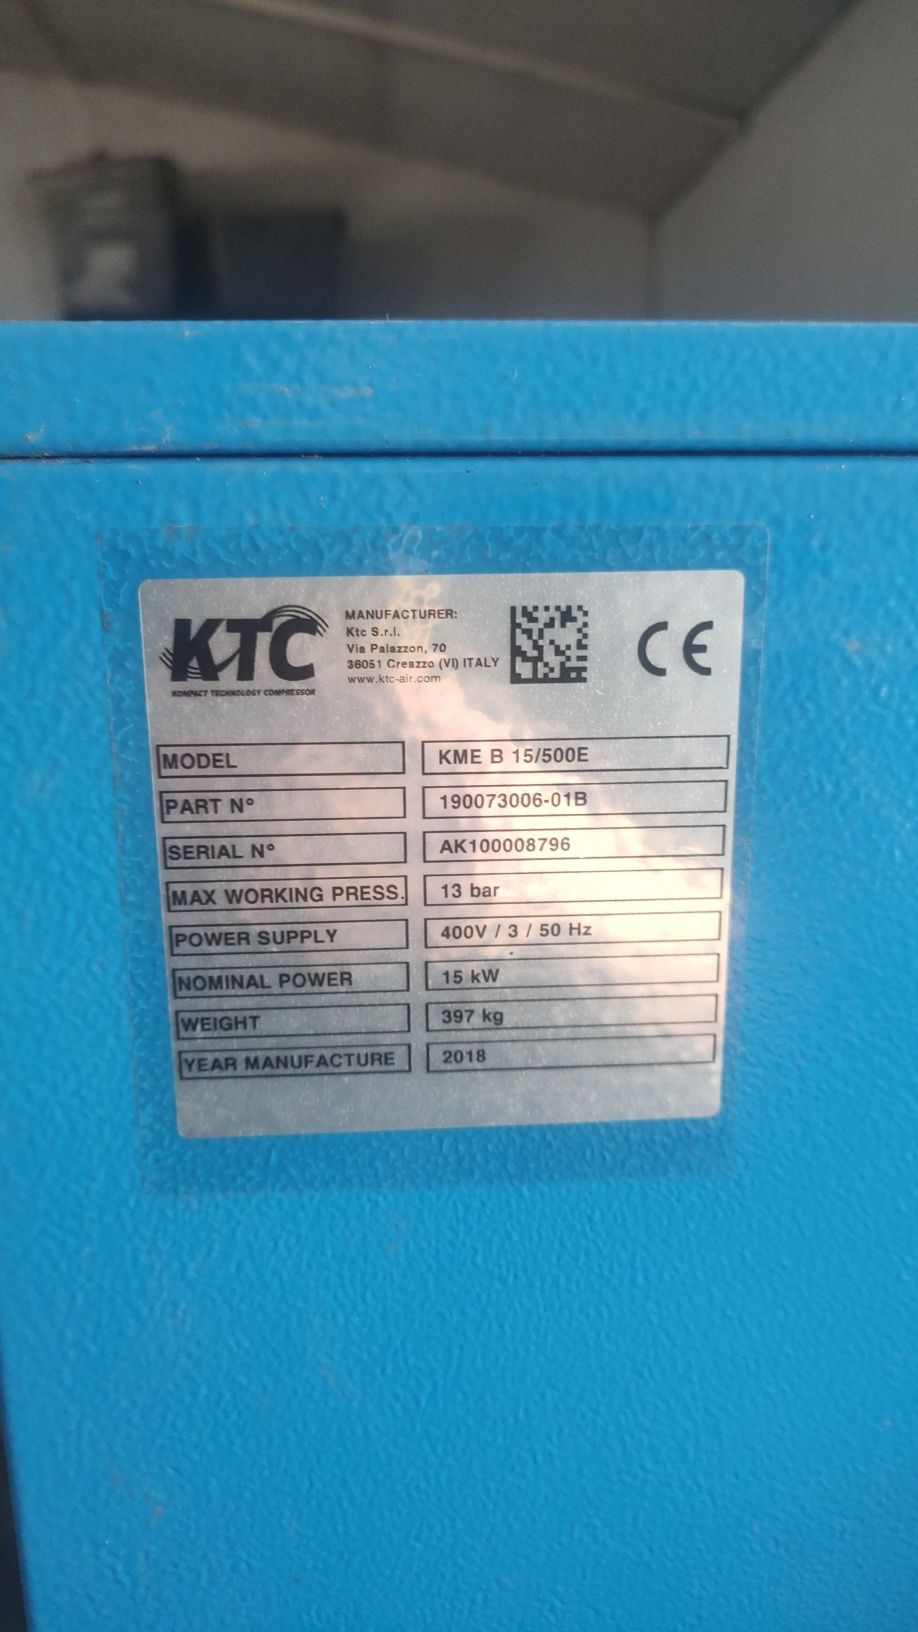 KTC
KOMPACT TECHNOLOGY COMPRESSOR
MANUFACTURER:
Ktc S.r.l.
Via Palazzon, 70
36051 Creazzo (VI) ITALY
www.ktc-air.com
CE
MODEL KME B 15/500E
PART N° 190073006-01B
SERIAL N° AK100008796
MAX WORKING PRESS. 13 bar
POWER SUPPLY 400V / 3 / 50 Hz
NOMINAL POWER 15 kW
WEIGHT 397 kg
YEAR MANUFACTURE 2018